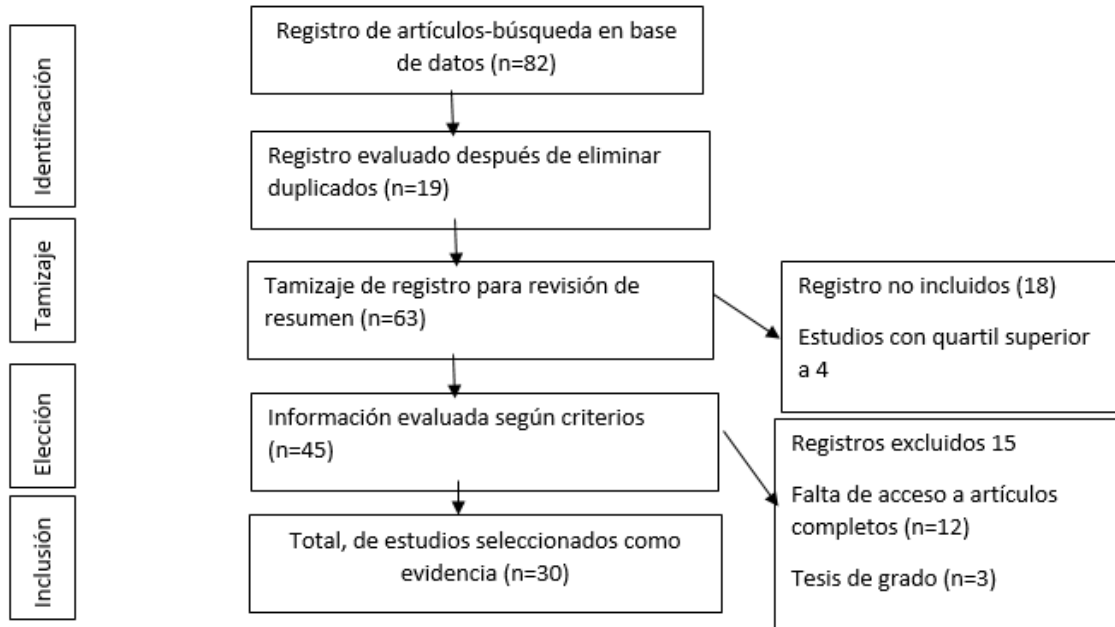 Identificación
Registro de artículos-búsqueda en base
de datos (n=82)
Registro evaluado después de eliminar
duplicados (n=19)
Tamizaje
Tamizaje de registro para revisión de
resumen (n=63)
Registro no incluidos (18)
Estudios con quartil superior
a 4
Elección
Información evaluada según criterios
(n=45)
Registros excluidos 15
Falta de acceso a artículos
completos (n=12)
Tesis de grado (n=3)
Inclusión
Total, de estudios seleccionados como
evidencia (n=30)